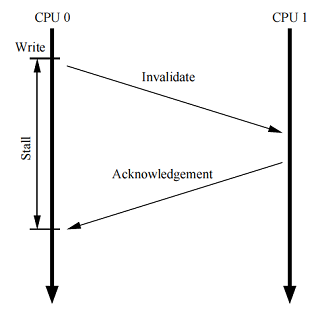 CPU 0
CPU 1
Write
Invalidate
Stall
Acknowledgement